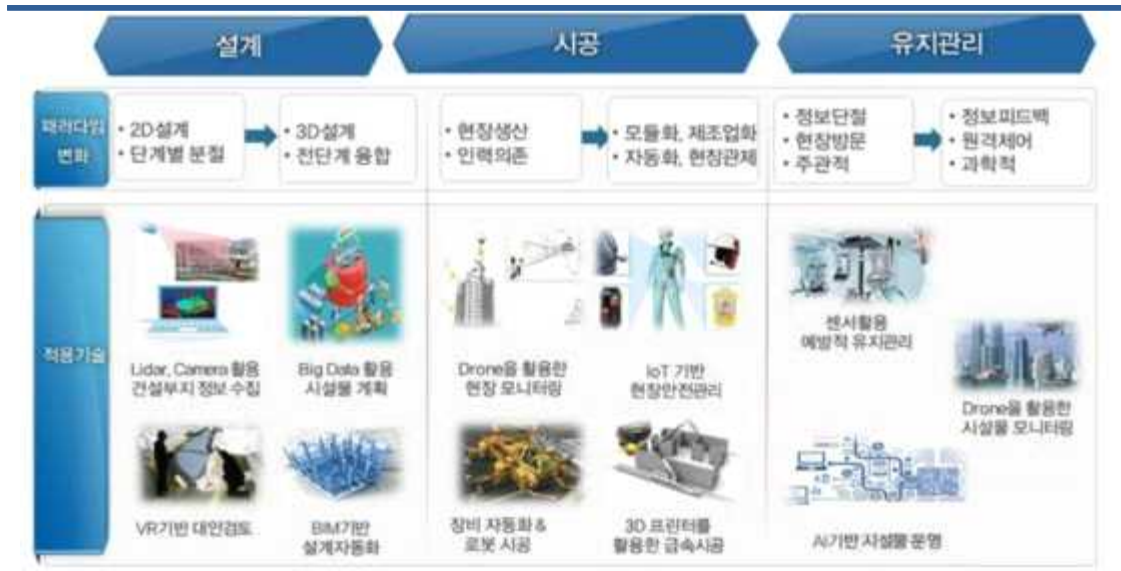 설계
시공
유지관리
패러다임
변화
• 2D설계
• 단계별 분절
• 3D설계
• 전단계 융합
• 현장생산
• 인력의존
• 모듈화, 제조업화
• 자동화, 현장관제
• 정보단절
• 현장방문
• 주관적
• 정보피드백
• 원격제어
• 과학적
적용기술
Lidar, Camera 활용
건설부지 정보 수집
Big Data 활용
시설물 계획
Drone을 활용한
현장 모니터링
IoT 기반
현장안전관리
센서활용
예방적 유지관리
Drone을 활용한
시설물 모니터링
VR기반 대안검토
BIM기반
설계자동화
장비 자동화 &
로봇 시공
3D 프린터를
활용한 급속시공
AI기반 시설물 운영